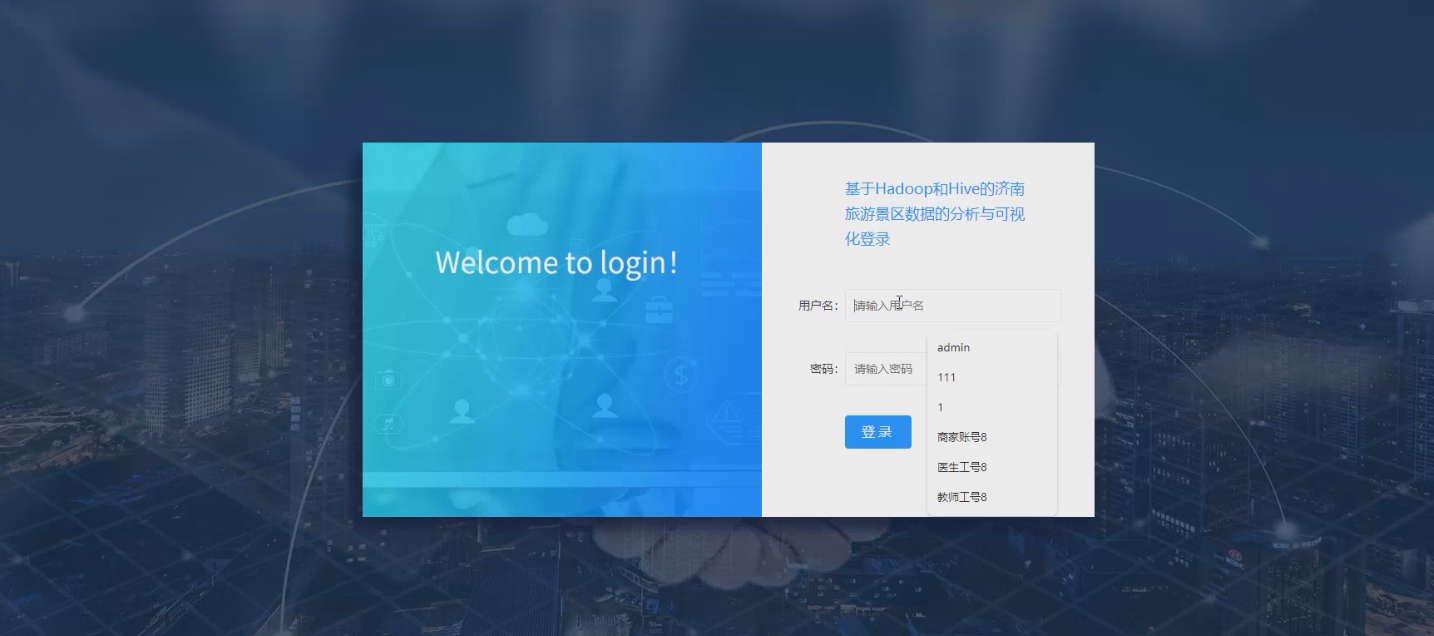 Welcome to login!
基于Hadoop和Hive的济南
旅游景区数据的分析与可视
化登录
用户名：
请输入用户名
admin
密码：
请输入密码
111
1
登录
商家账号8
医生工号8
教师工号8